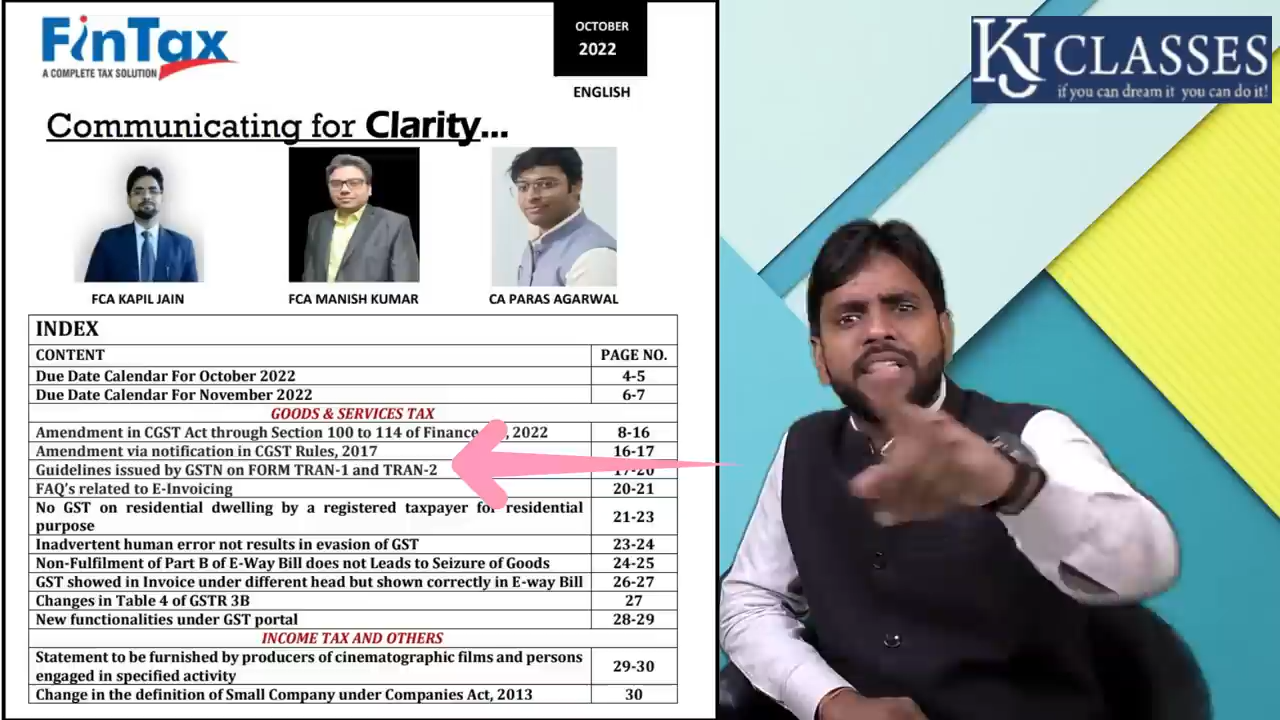 FinTax
A COMPLETE TAX SOLUTION
OCTOBER
2022
ENGLISH
Communicating for Clarity...
FCA KAPIL JAIN
FCA MANISH KUMAR
CA PARAS AGARWAL
INDEX
CONTENT PAGE NO.
Due Date Calendar For October 2022 4-5
Due Date Calendar For November 2022 6-7
GOODS & SERVICES TAX
Amendment in CGST Act through Section 100 to 114 of Finance , 2022 8-16
Amendment via notification in CGST Rules, 2017 16-17
Guidelines issued by GSTN on FORM TRAN-1 and TRAN-2 17-20
FAQ's related to E-Invoicing 20-21
No GST on residential dwelling by a registered taxpayer for residential
purpose 21-23
Inadvertent human error not results in evasion of GST 23-24
Non-Fulfilment of Part B of E-Way Bill does not Leads to Seizure of Goods 24-25
GST showed in Invoice under different head but shown correctly in E-way Bill 26-27
Changes in Table 4 of GSTR 3B 27
New functionalities under GST portal 28-29
INCOME TAX AND OTHERS
Statement to be furnished by producers of cinematographic films and persons
engaged in specified activity 29-30
Change in the definition of Small Company under Companies Act, 2013 30
KJ CLASSES
if you can dream it you can do it!